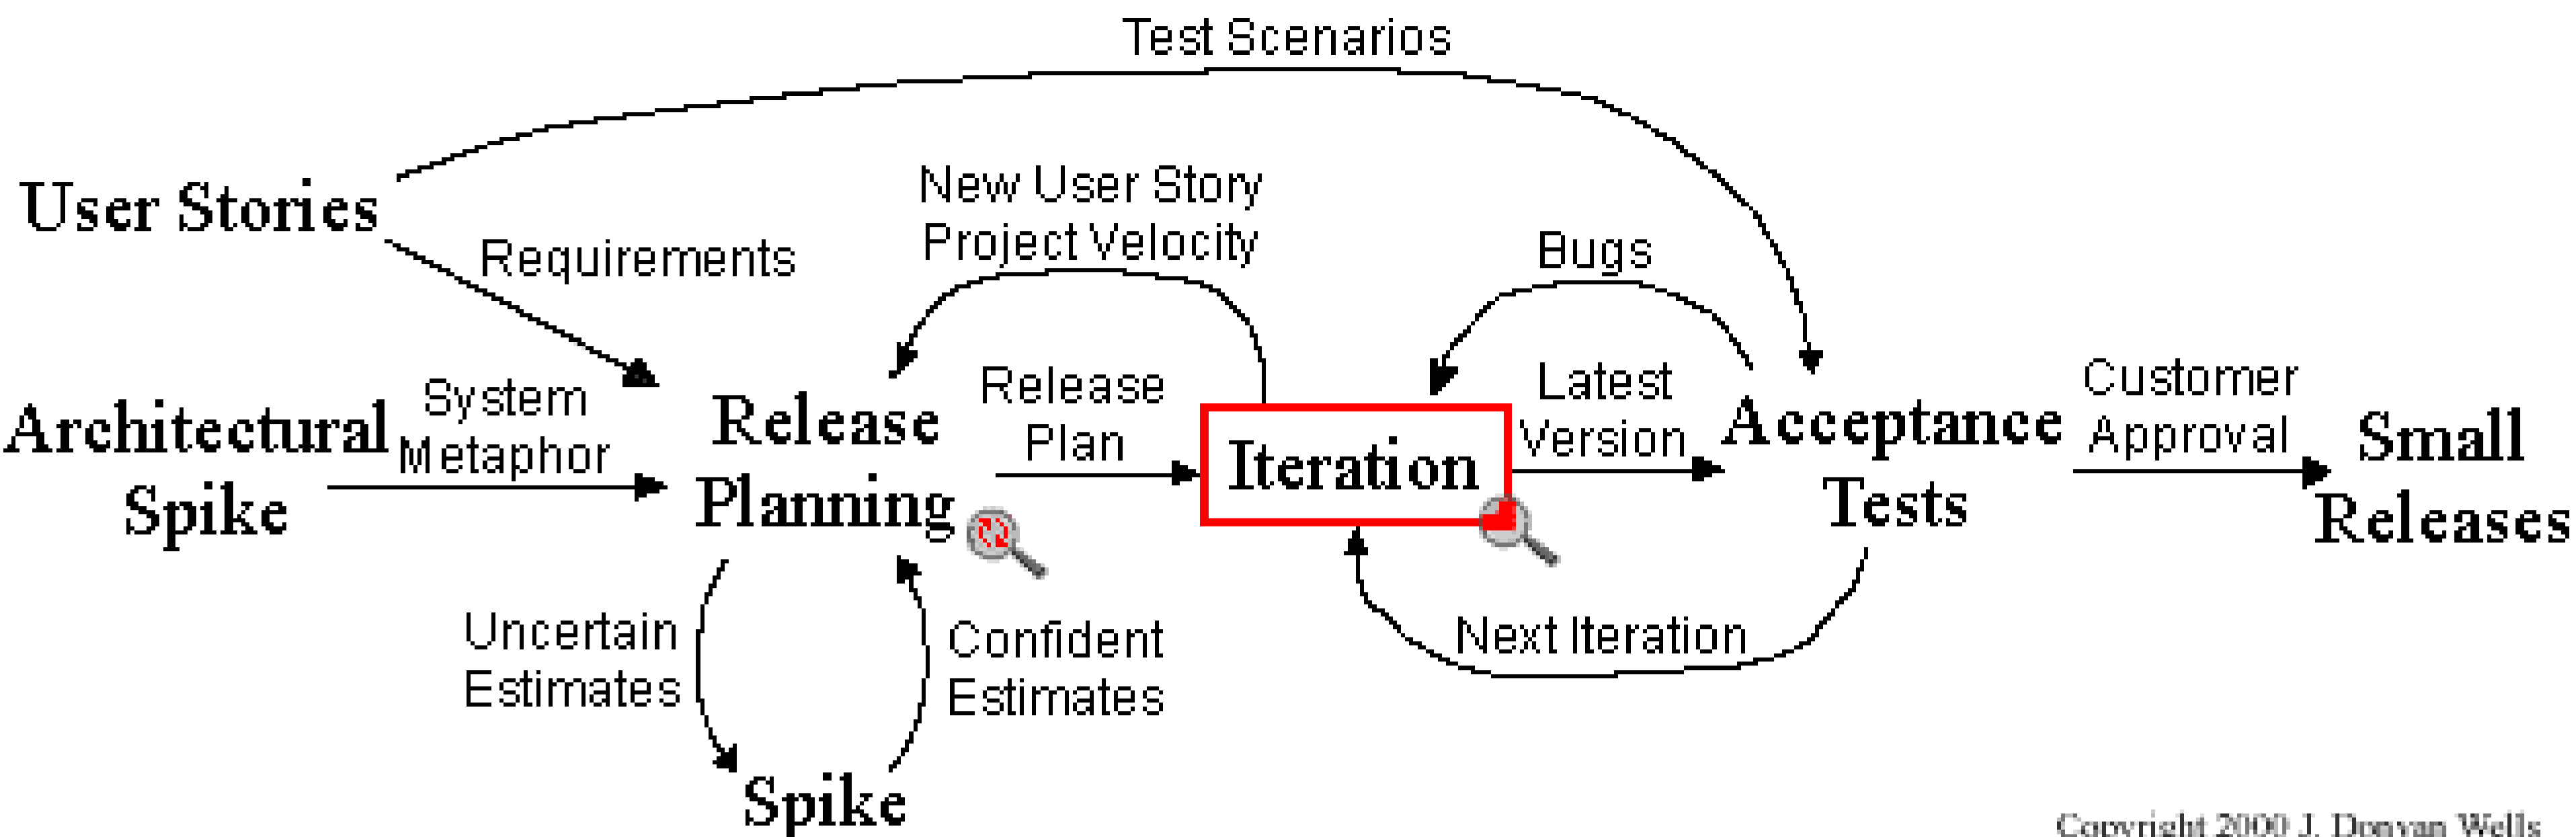 Test Scenarios
User Stories
Requirements
New User Story
Project Velocity
Bugs
Architectural
Spike
System
Metaphor
Release
Planning
Release
Plan
Iteration
Latest
Version
Acceptance
Tests
Customer
Approval
Small
Releases
Uncertain
Estimates
Confident
Estimates
Next Iteration
Spike
Copyright 2000 J. Donvan Wells